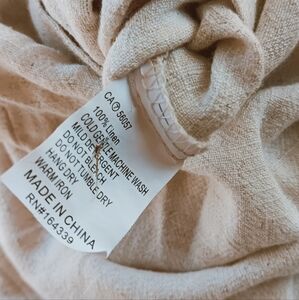 CA 56057
100% Linen
COLD GENTLE MACHINE WASH
MILD DETERGENT
DO NOT BLEACH
DO NOT TUMBLE DRY
HANG DRY
WARM IRON
MADE IN CHINA
RN#164339